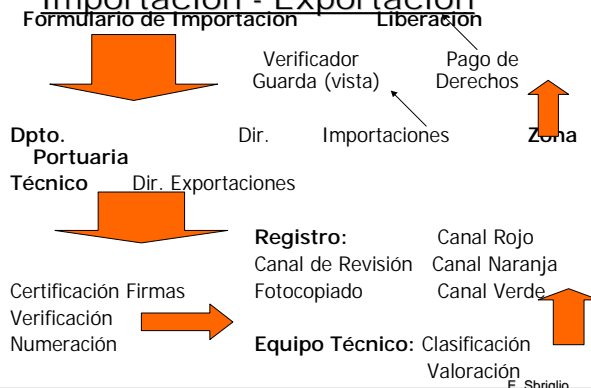 Importación - Exportación
Formulario de Importación Liberación
Verificador Pago de
Guarda (vista) Derechos
Dpto. Dir. Importaciones Zona
Portuaria
Técnico Dir. Exportaciones
Registro: Canal Rojo
Canal de Revisión Canal Naranja
Certificación Firmas Fotocopiado Canal Verde
Verificación
Numeración Equipo Técnico: Clasificación
Valoración
E. Sbriglio